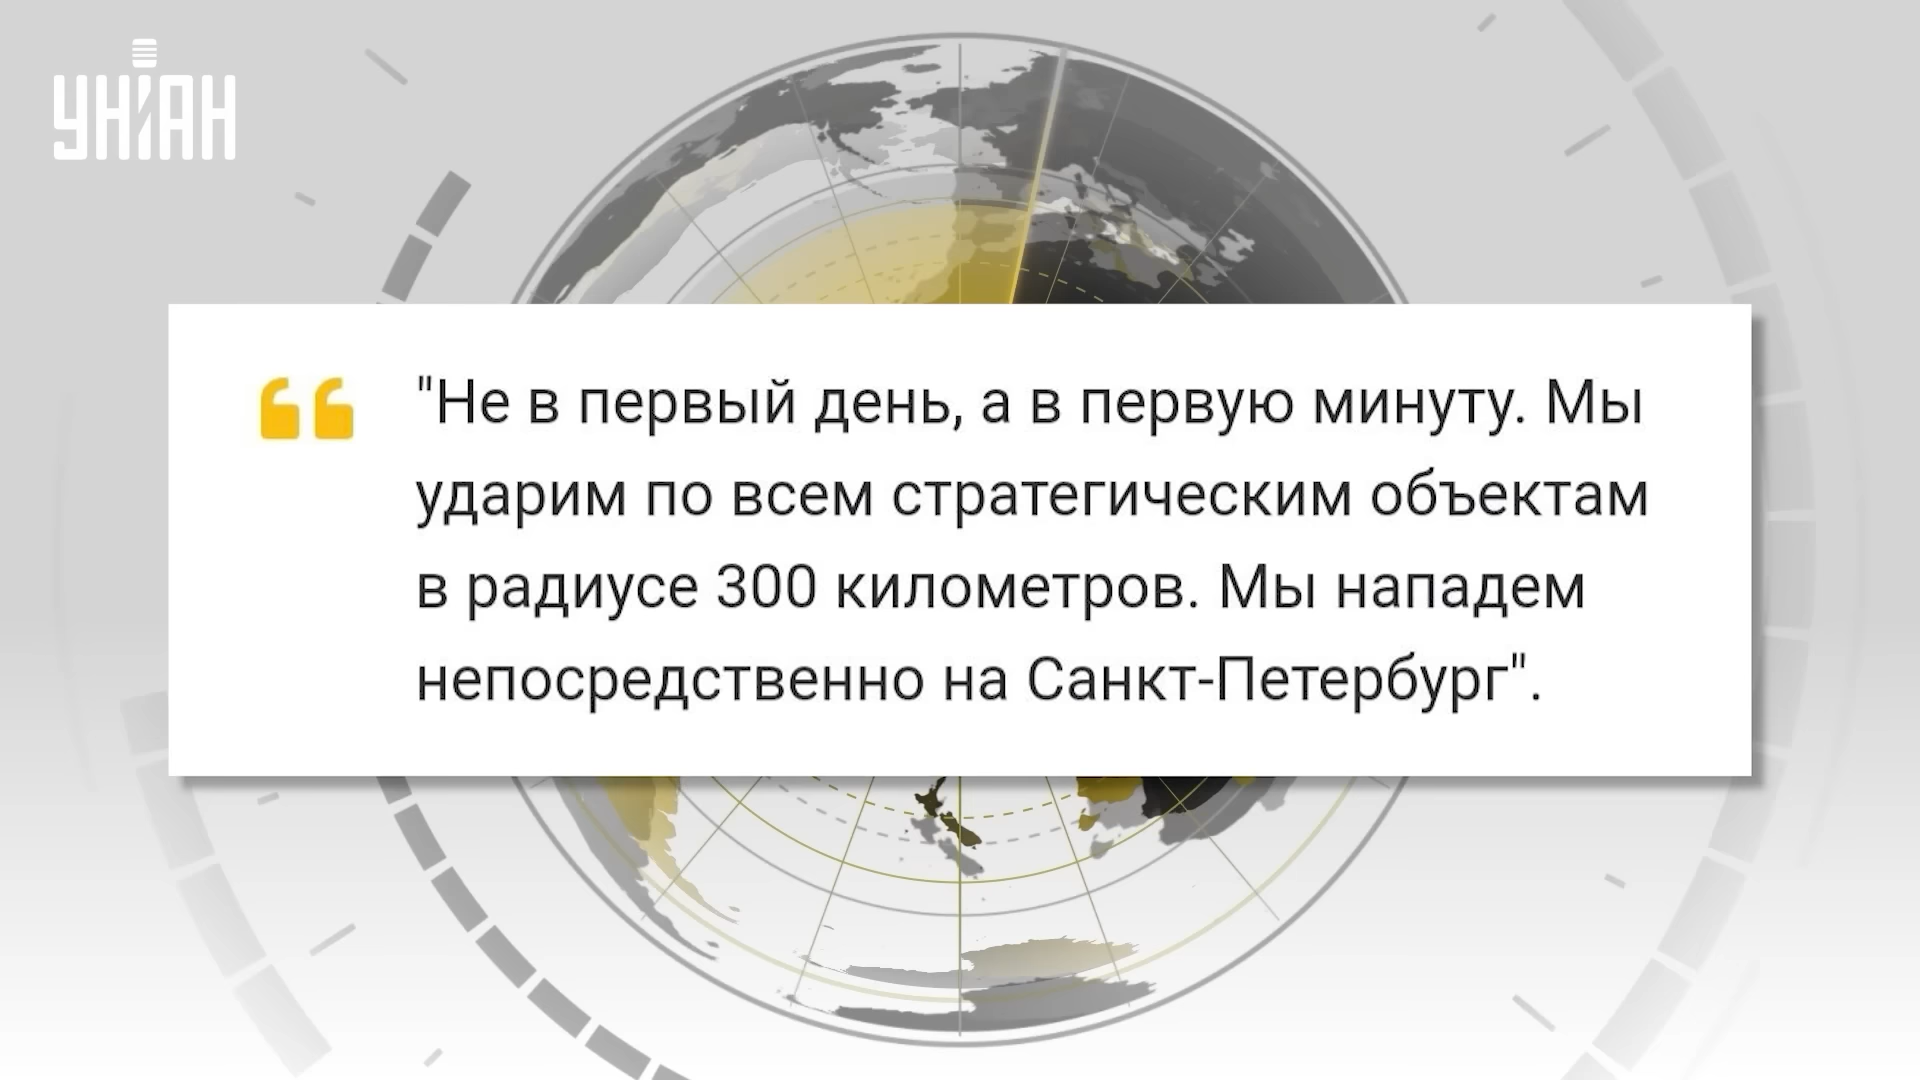 УНІАН
"Не в первый день, а в первую минуту. Мы
ударим по всем стратегическим объектам
в радиусе 300 километров. Мы нападем
непосредственно на Санкт-Петербург".